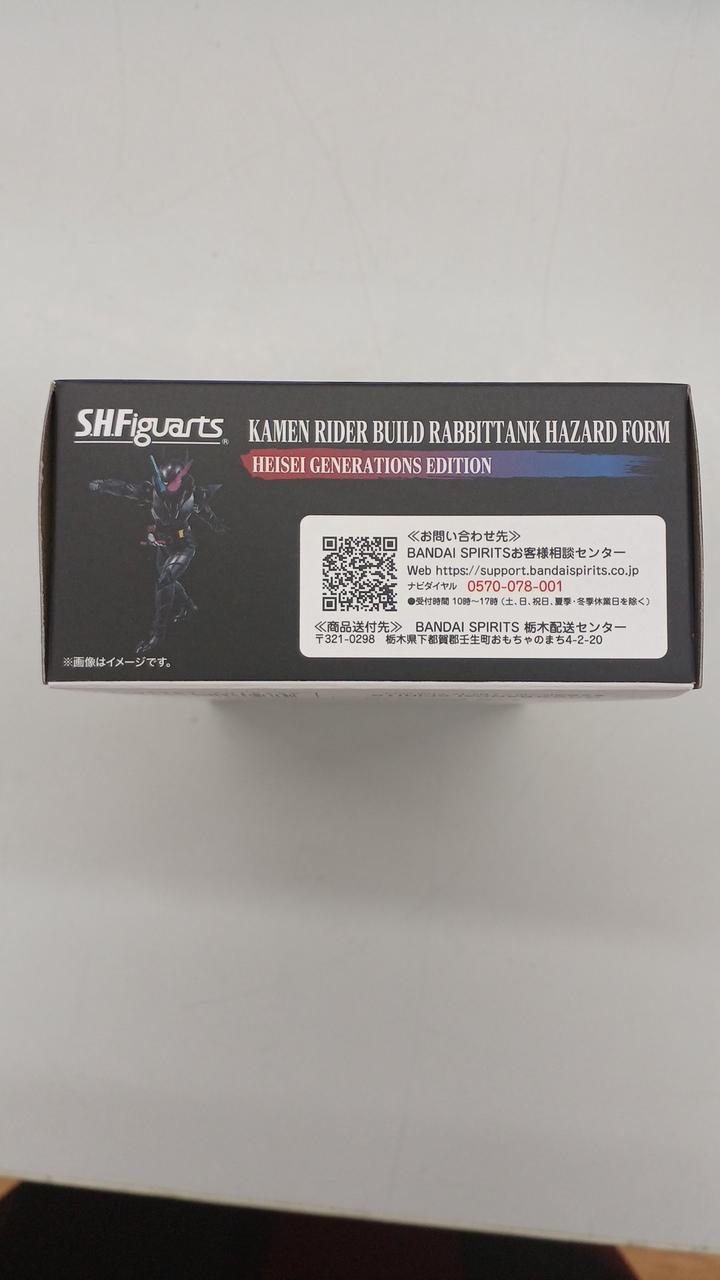 S.H.Figuarts®
KAMEN RIDER BUILD RABBITTANK HAZARD FORM
HEISEI GENERATIONS EDITION
≪お問い合わせ先≫
BANDAI SPIRITSお客様相談センター
Web https://support.bandaispirits.co.jp
ナビダイヤル 0570-078-001
●受付時間 10時〜17時(土、日、祝日、夏季・冬季休業日を除く)
≪商品送付先≫ BANDAI SPIRITS 栃木配送センター
〒321-0298 栃木県下都賀郡壬生町おもちゃのまち4-2-20
※画像はイメージです。